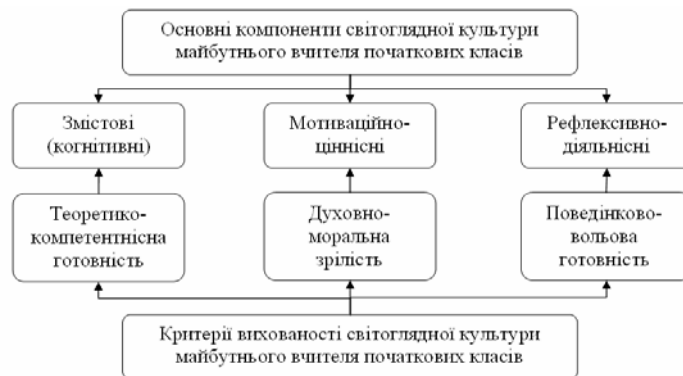 Основні компоненти світоглядної культури
майбутнього вчителя початкових класів
Змістові
(когнітивні)
Мотиваційно-
ціннісні
Рефлексивно-
діяльнісні
Теоретико-
компетентнісна
готовність
Духовно-
моральна
зрілість
Поведінково-
вольова
готовність
Критерії вихованості світоглядної культури
майбутнього вчителя початкових класів